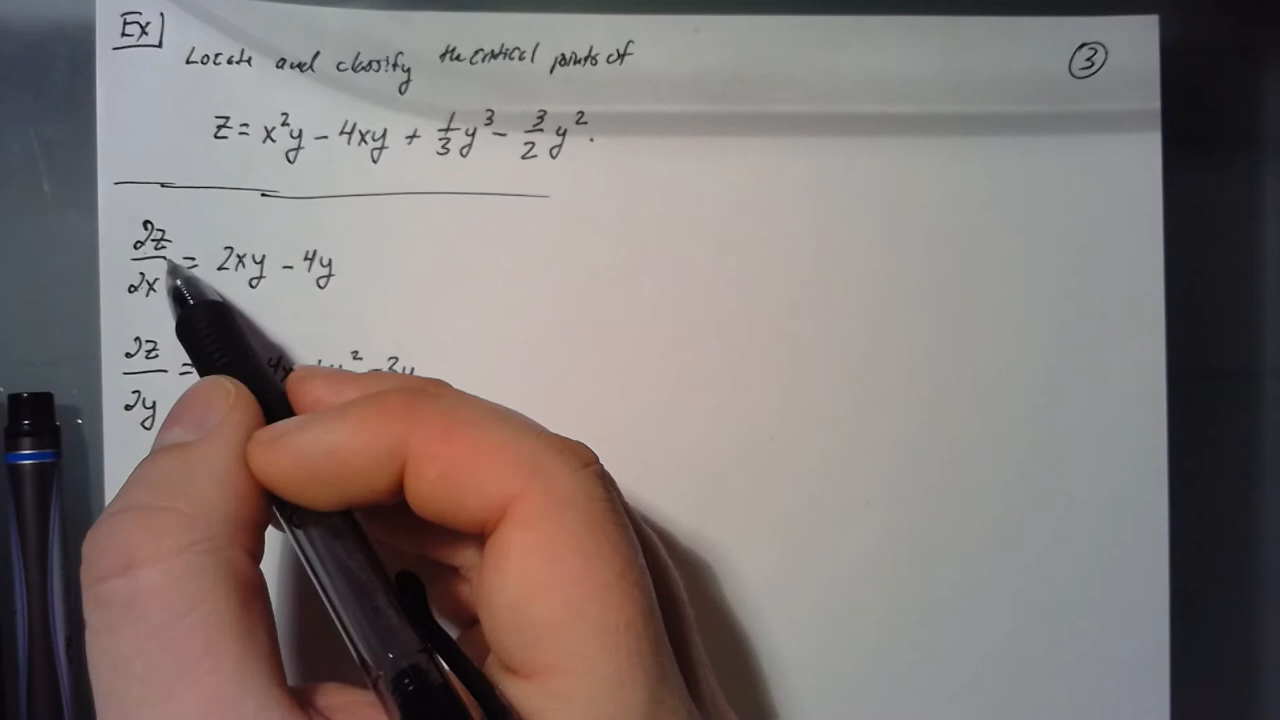 Ex
③
Locate and classify the critical points of
z = x²y - 4xy + 1/3 y³ - 3/2 y².
∂z/∂x = 2xy - 4y
∂z/∂y =